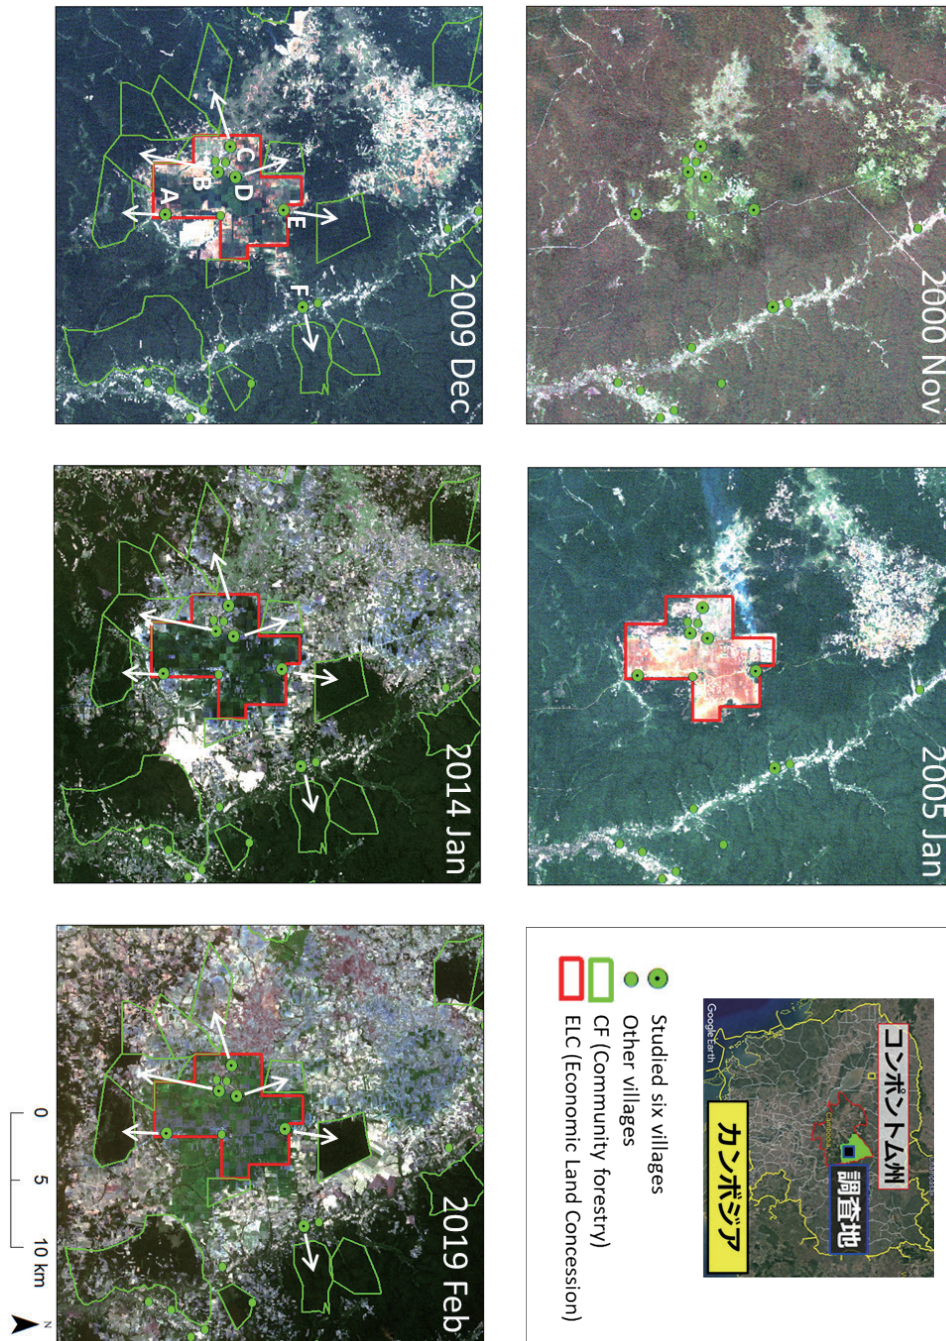 2000 Nov
2005 Jan
コンポントム州
調査地
カンボジア
Google Earth
Studied six villages
Other villages
CF (Community forestry)
ELC (Economic Land Concession)
2009 Dec
E
F
C
D
B
A
2014 Jan
2019 Feb
0 5 10 km
N